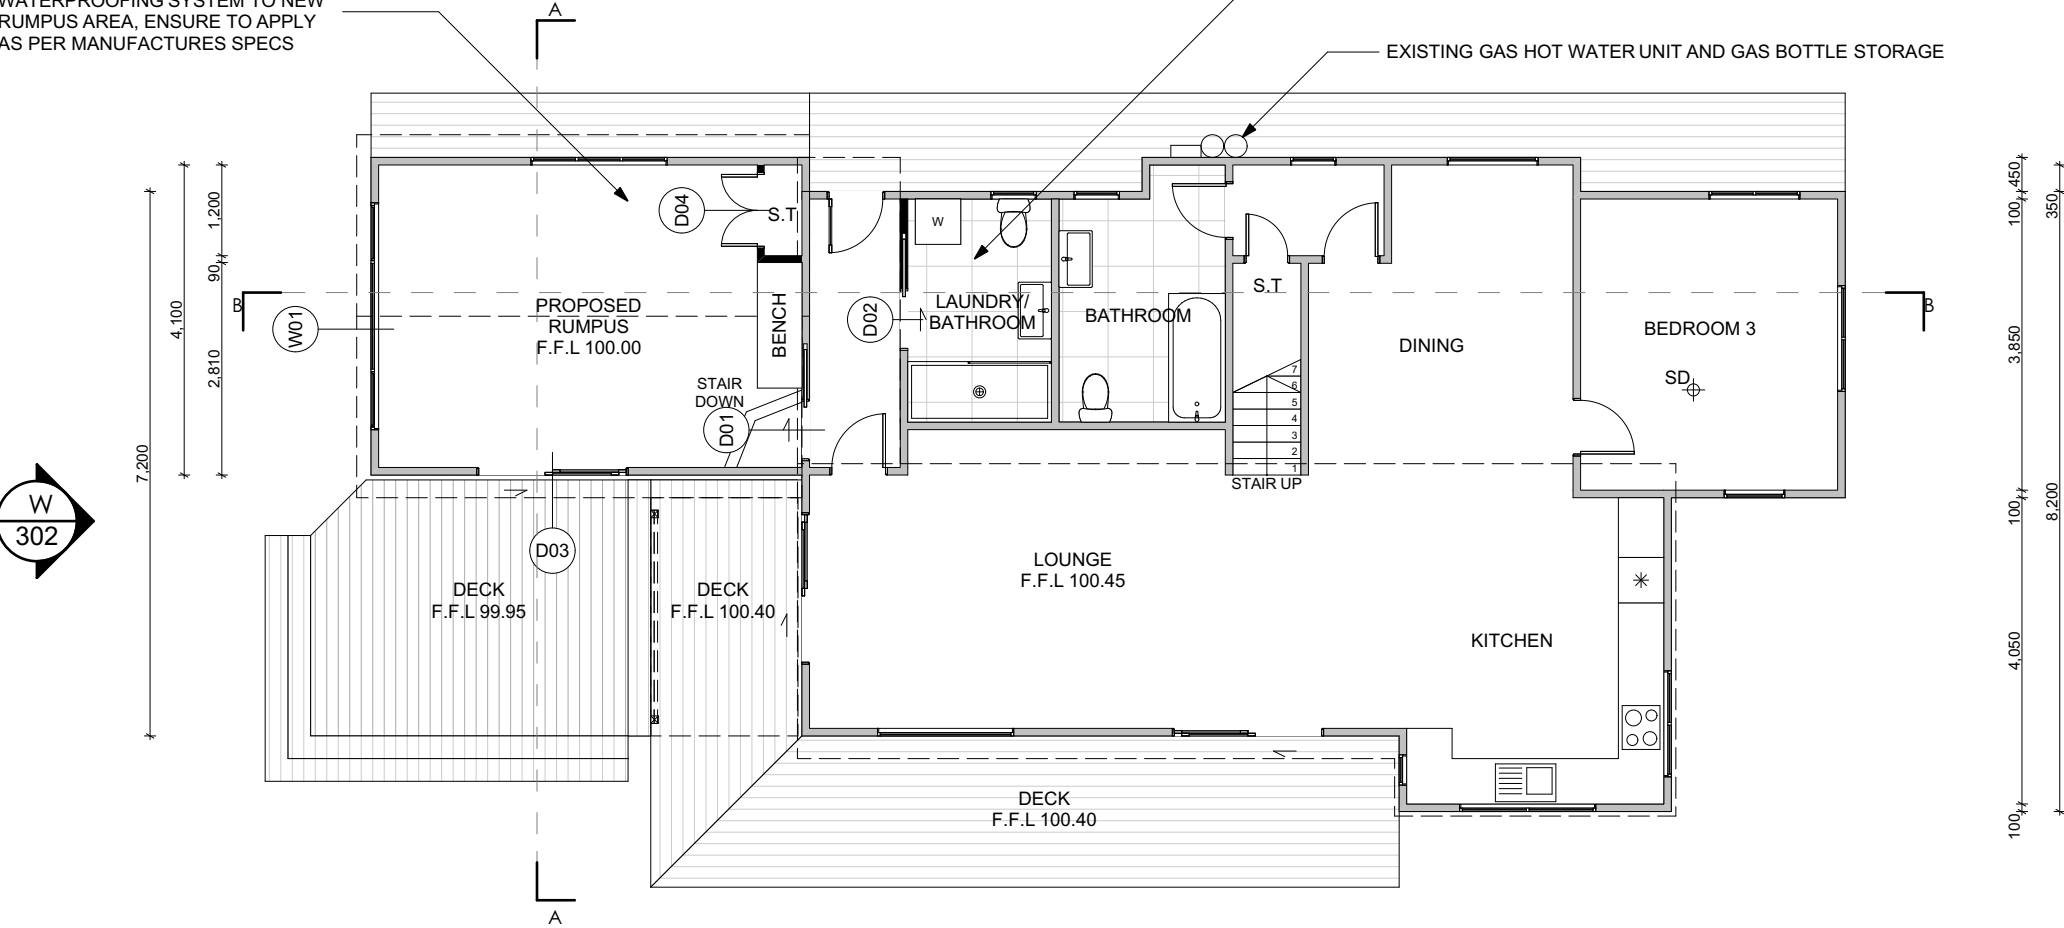 WATERPROOFING SYSTEM TO NEW
RUMPUS AREA, ENSURE TO APPLY
AS PER MANUFACTURES SPECS
A
EXISTING GAS HOT WATER UNIT AND GAS BOTTLE STORAGE
1,200
90
4,100
2,810
7,200
B
W01
D04
S.T
PROPOSED
RUMPUS
F.F.L 100.00
BENCH
STAIR
DOWN
D01
D02
W
LAUNDRY/
BATHROOM
BATHROOM
S.T
7
6
5
4
3
2
1
STAIR UP
DINING
BEDROOM 3
SD
B
450
100
350
3,850
100
8,200
4,050
100
W
302
D03
DECK
F.F.L 99.95
DECK
F.F.L 100.40
LOUNGE
F.F.L 100.45
KITCHEN
DECK
F.F.L 100.40
A